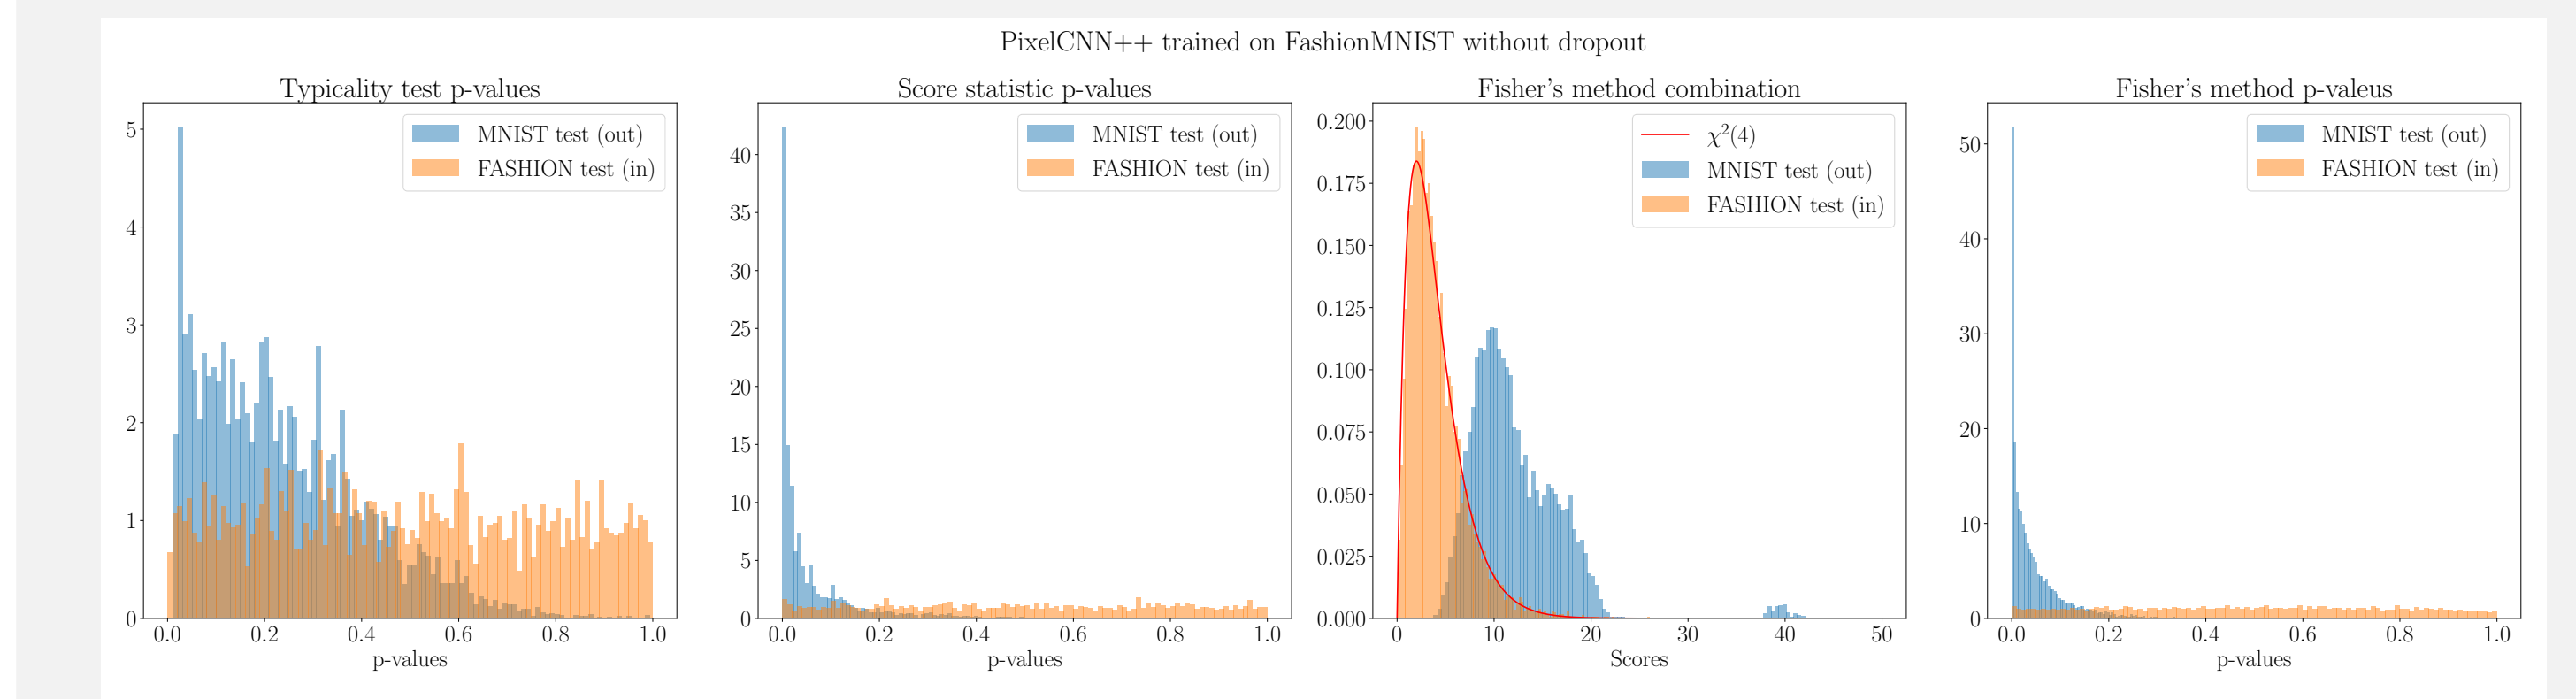 PixelCNN++ trained on FashionMNIST without dropout
Typicality test p-values
5
4
3
2
1
0
MNIST test (out)
FASHION test (in)
0.0 0.2 0.4 0.6 0.8 1.0
p-values
Score statistic p-values
40
35
30
25
20
15
10
5
0
MNIST test (out)
FASHION test (in)
0.0 0.2 0.4 0.6 0.8 1.0
p-values
Fisher's method combination
0.200
0.175
0.150
0.125
0.100
0.075
0.050
0.025
0.000
χ²(4)
MNIST test (out)
FASHION test (in)
0 10 20 30 40 50
Scores
Fisher's method p-valeus
50
40
30
20
10
0
MNIST test (out)
FASHION test (in)
0.0 0.2 0.4 0.6 0.8 1.0
p-values